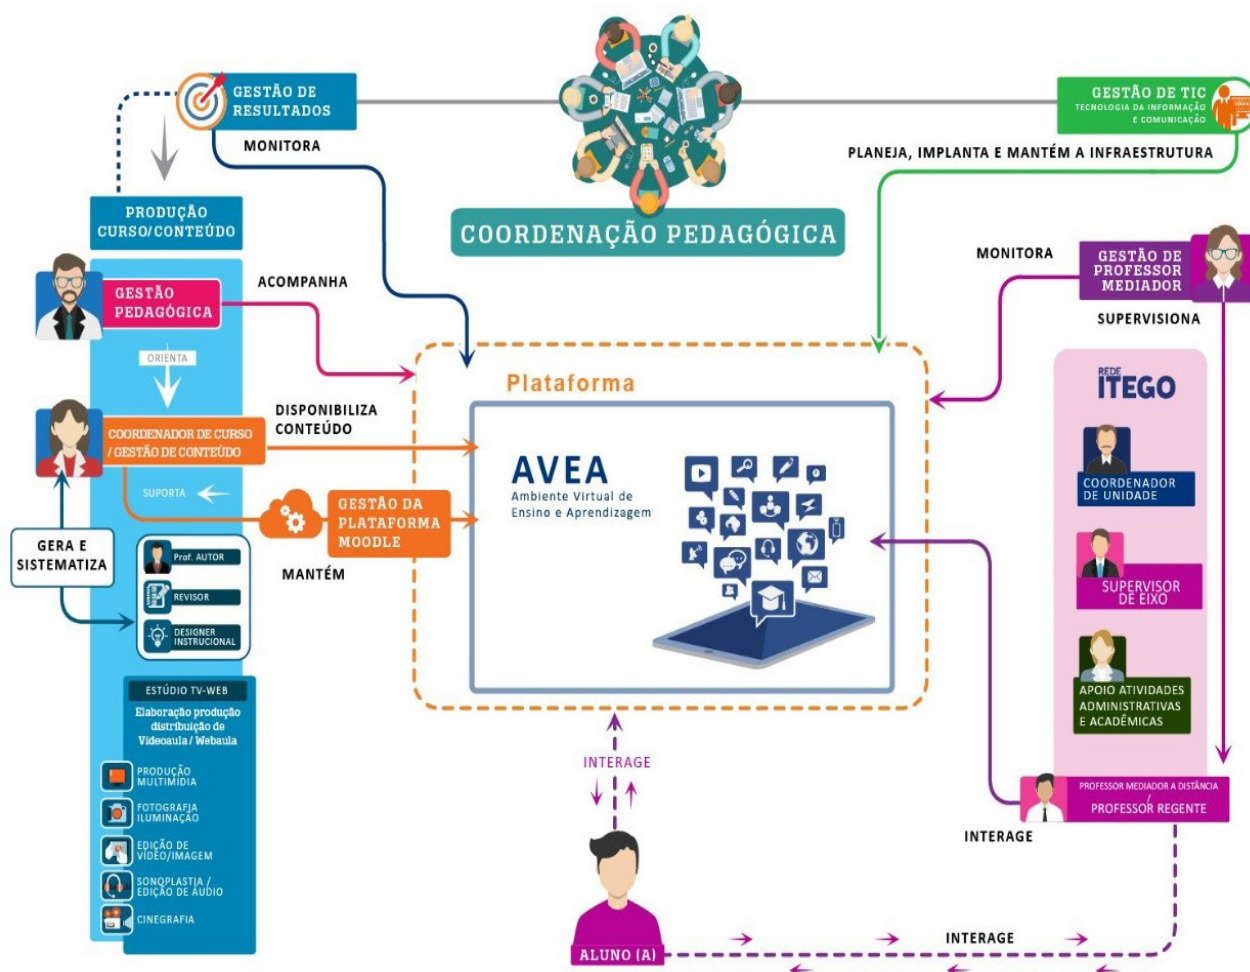 GESTÃO DE
RESULTADOS
GESTÃO DE TIC
TECNOLOGIA DA INFORMAÇÃO
E COMUNICAÇÃO
MONITORA
PLANEJA, IMPLANTA E MANTÉM A INFRAESTRUTURA
PRODUÇÃO
CURSO/CONTEÚDO
COORDENAÇÃO PEDAGÓGICA
MONITORA
GESTÃO DE
PROFESSOR
MEDIADOR
SUPERVISIONA
GESTÃO
PEDAGÓGICA
ACOMPANHA
ORIENTA
COORDENADOR DE CURSO
/ GESTÃO DE CONTEÚDO
DISPONIBILIZA
CONTEÚDO
SUPORTA
GESTÃO DA
PLATAFORMA
MOODLE
MANTÉM
GERA E
SISTEMATIZA
Prof. AUTOR
REVISOR
DESIGNER
INSTRUCIONAL
ESTÚDIO TV-WEB
Elaboração produção
distribuição de
Vídeoaula / Webaula
PRODUÇÃO
MULTIMÍDIA
FOTOGRAFIA
ILUMINAÇÃO
EDIÇÃO DE
VÍDEO/IMAGEM
SONOPLASTIA /
EDIÇÃO DE ÁUDIO
CINEGRAFIA
Plataforma
AVEA
Ambiente Virtual de
Ensino e Aprendizagem
REDE
ITEGO
COORDENADOR
DE UNIDADE
SUPERVISOR
DE EIXO
APOIO ATIVIDADES
ADMINISTRATIVAS
E ACADÊMICAS
PROFESSOR MEDIADOR A DISTÂNCIA
/
PROFESSOR REGENTE
INTERAGE
INTERAGE
ALUNO (A)
INTERAGE